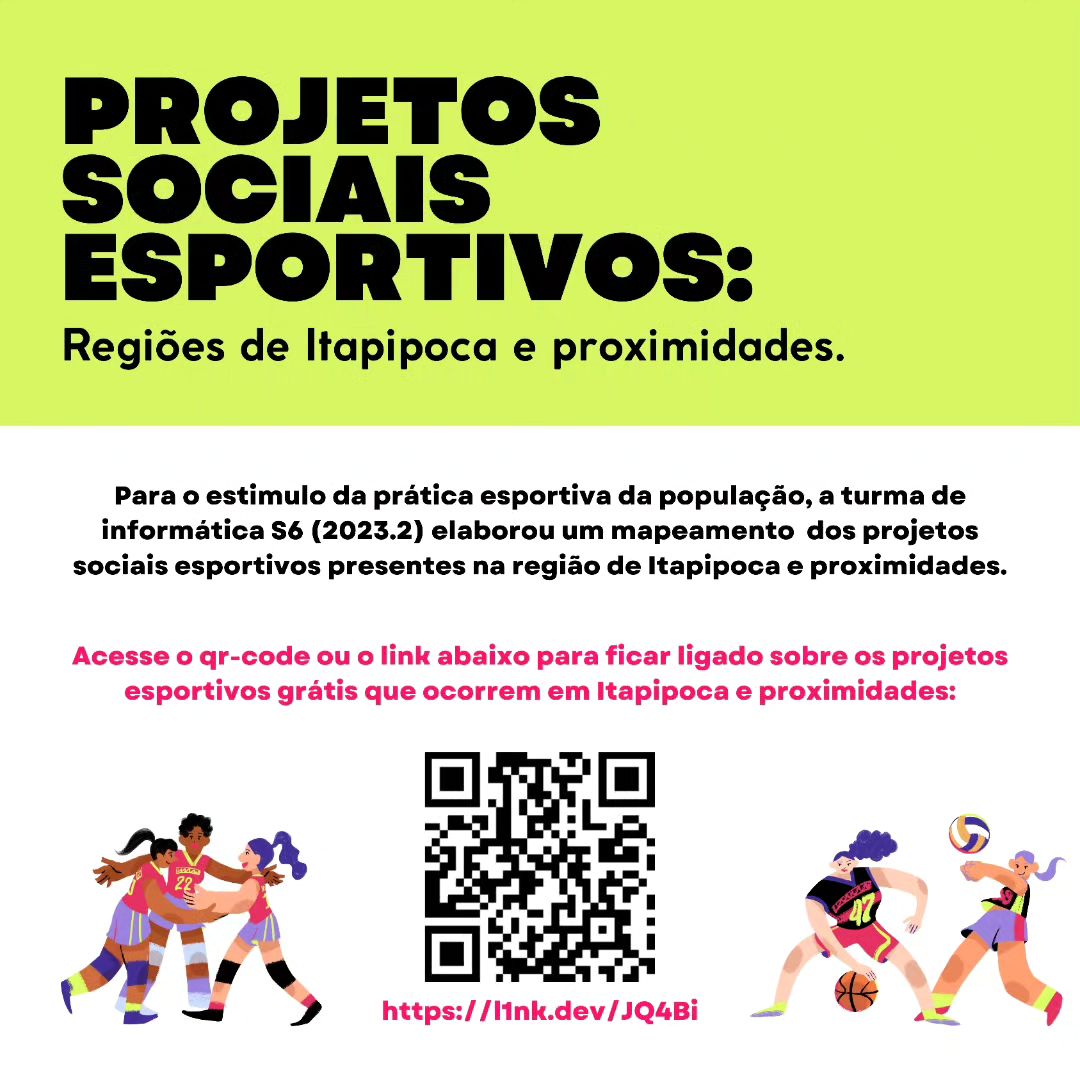 PROJETOS
SOCIAIS
ESPORTIVOS:
Regiões de Itapipoca e proximidades.
Para o estimulo da prática esportiva da população, a turma de
informática S6 (2023.2) elaborou um mapeamento dos projetos
sociais esportivos presentes na região de Itapipoca e proximidades.
Acesse o qr-code ou o link abaixo para ficar ligado sobre os projetos
esportivos grátis que ocorrem em Itapipoca e proximidades:
22
47
https://l1nk.dev/JQ4Bi